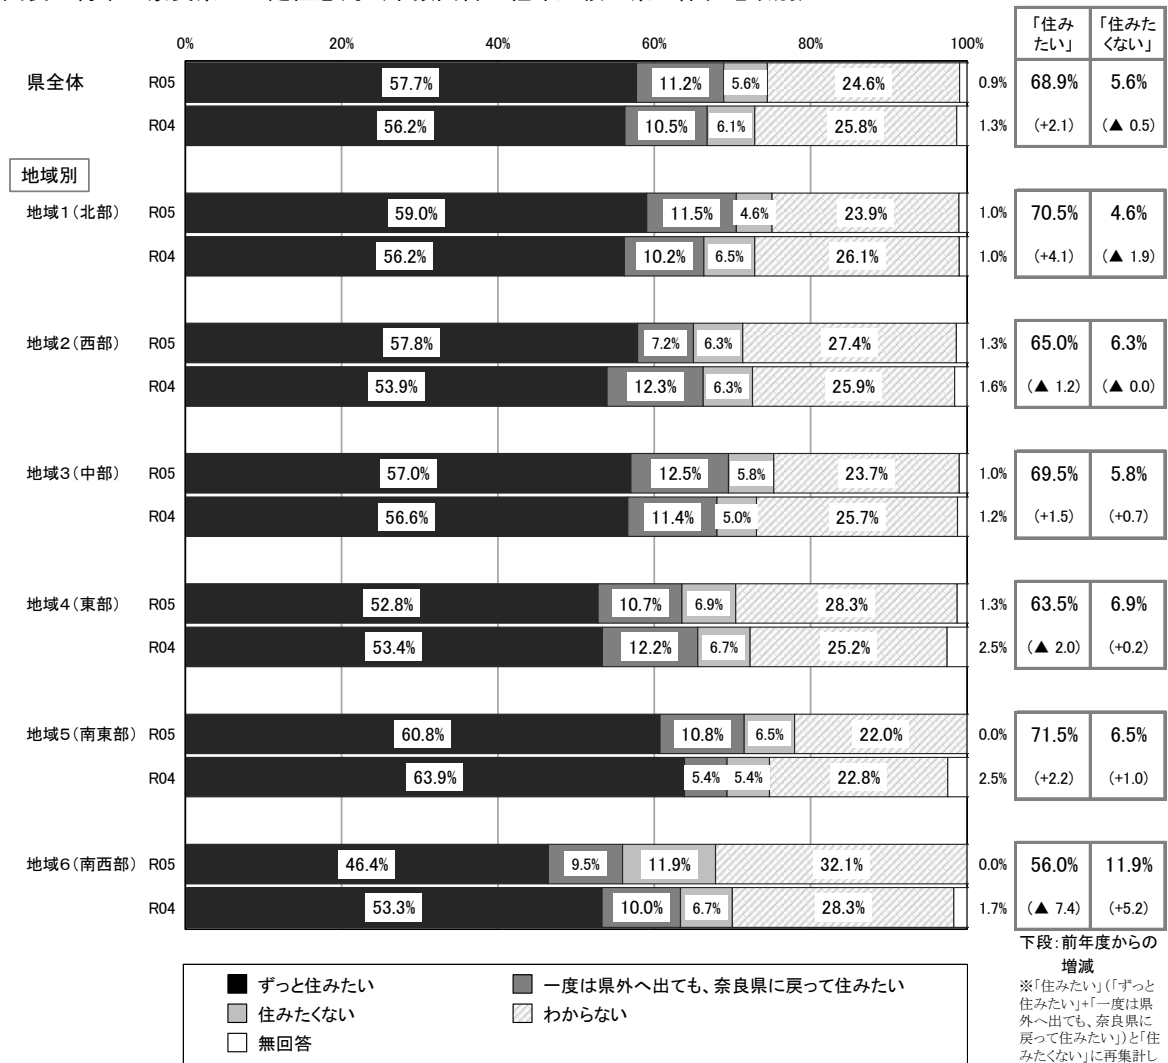 0% 20% 40% 60% 80% 100%
「住み
たい」
「住みた
くない」
県全体 R05 57.7% 11.2% 5.6% 24.6% 0.9% 68.9% 5.6%
R04 56.2% 10.5% 6.1% 25.8% 1.3% (+2.1) (▲ 0.5)
地域別
地域1(北部) R05 59.0% 11.5% 4.6% 23.9% 1.0% 70.5% 4.6%
R04 56.2% 10.2% 6.5% 26.1% 1.0% (+4.1) (▲ 1.9)
地域2(西部) R05 57.8% 7.2% 6.3% 27.4% 1.3% 65.0% 6.3%
R04 53.9% 12.3% 6.3% 25.9% 1.6% (▲ 1.2) (▲ 0.0)
地域3(中部) R05 57.0% 12.5% 5.8% 23.7% 1.0% 69.5% 5.8%
R04 56.6% 11.4% 5.0% 25.7% 1.2% (+1.5) (+0.7)
地域4(東部) R05 52.8% 10.7% 6.9% 28.3% 1.3% 63.5% 6.9%
R04 53.4% 12.2% 6.7% 25.2% 2.5% (▲ 2.0) (+0.2)
地域5(南東部) R05 60.8% 10.8% 6.5% 22.0% 0.0% 71.5% 6.5%
R04 63.9% 5.4% 5.4% 22.8% 2.5% (+2.2) (+1.0)
地域6(南西部) R05 46.4% 9.5% 11.9% 32.1% 0.0% 56.0% 11.9%
R04 53.3% 10.0% 6.7% 28.3% 1.7% (▲ 7.4) (+5.2)
下段:前年度からの
増減
※「住みたい」(「ずっと
住みたい」+「一度は県
外へ出ても、奈良県に
戻って住みたい」)と「住
みたくない」に再集計し
ずっと住みたい 一度は県外へ出ても、奈良県に戻って住みたい
住みたくない わからない
無回答